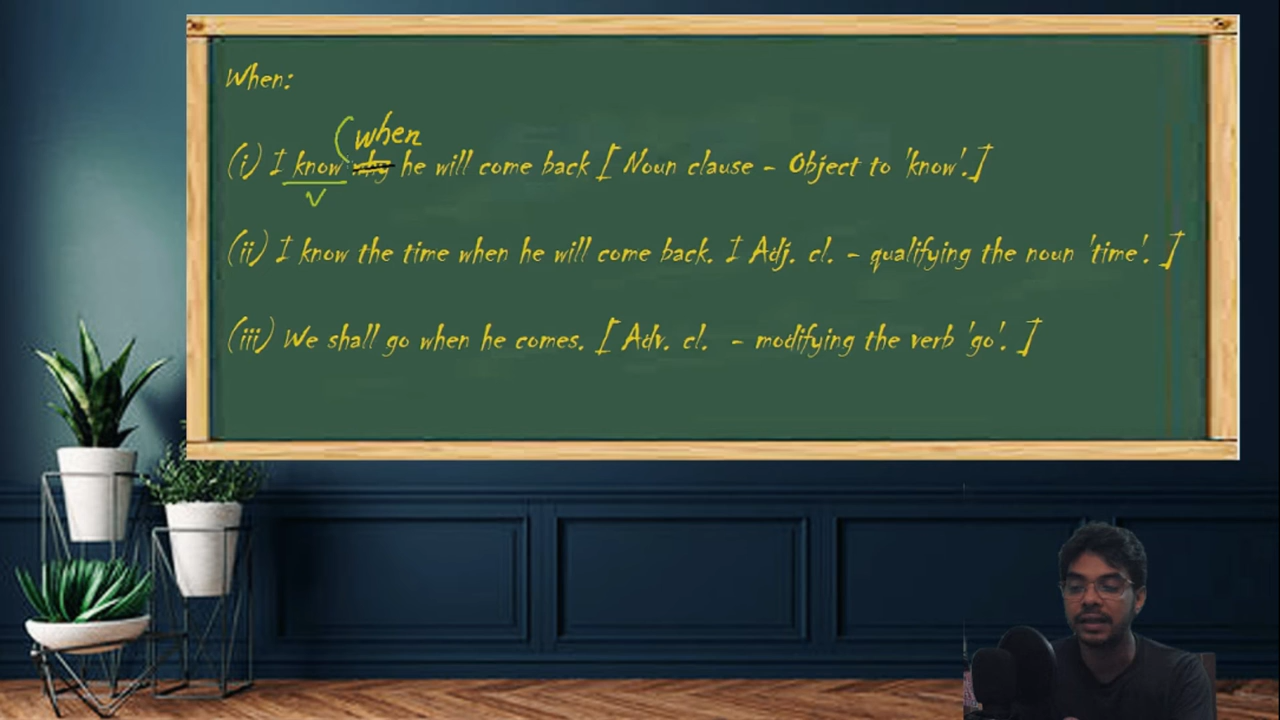 When:
(when
(i) I know why he will come back [ Noun clause - Object to 'know'.]
V
(ii) I know the time when he will come back. I Adj. cl. - qualifying the noun 'time'. ]
(iii) We shall go when he comes. [ Adv. cl. - modifying the verb 'go'. ]